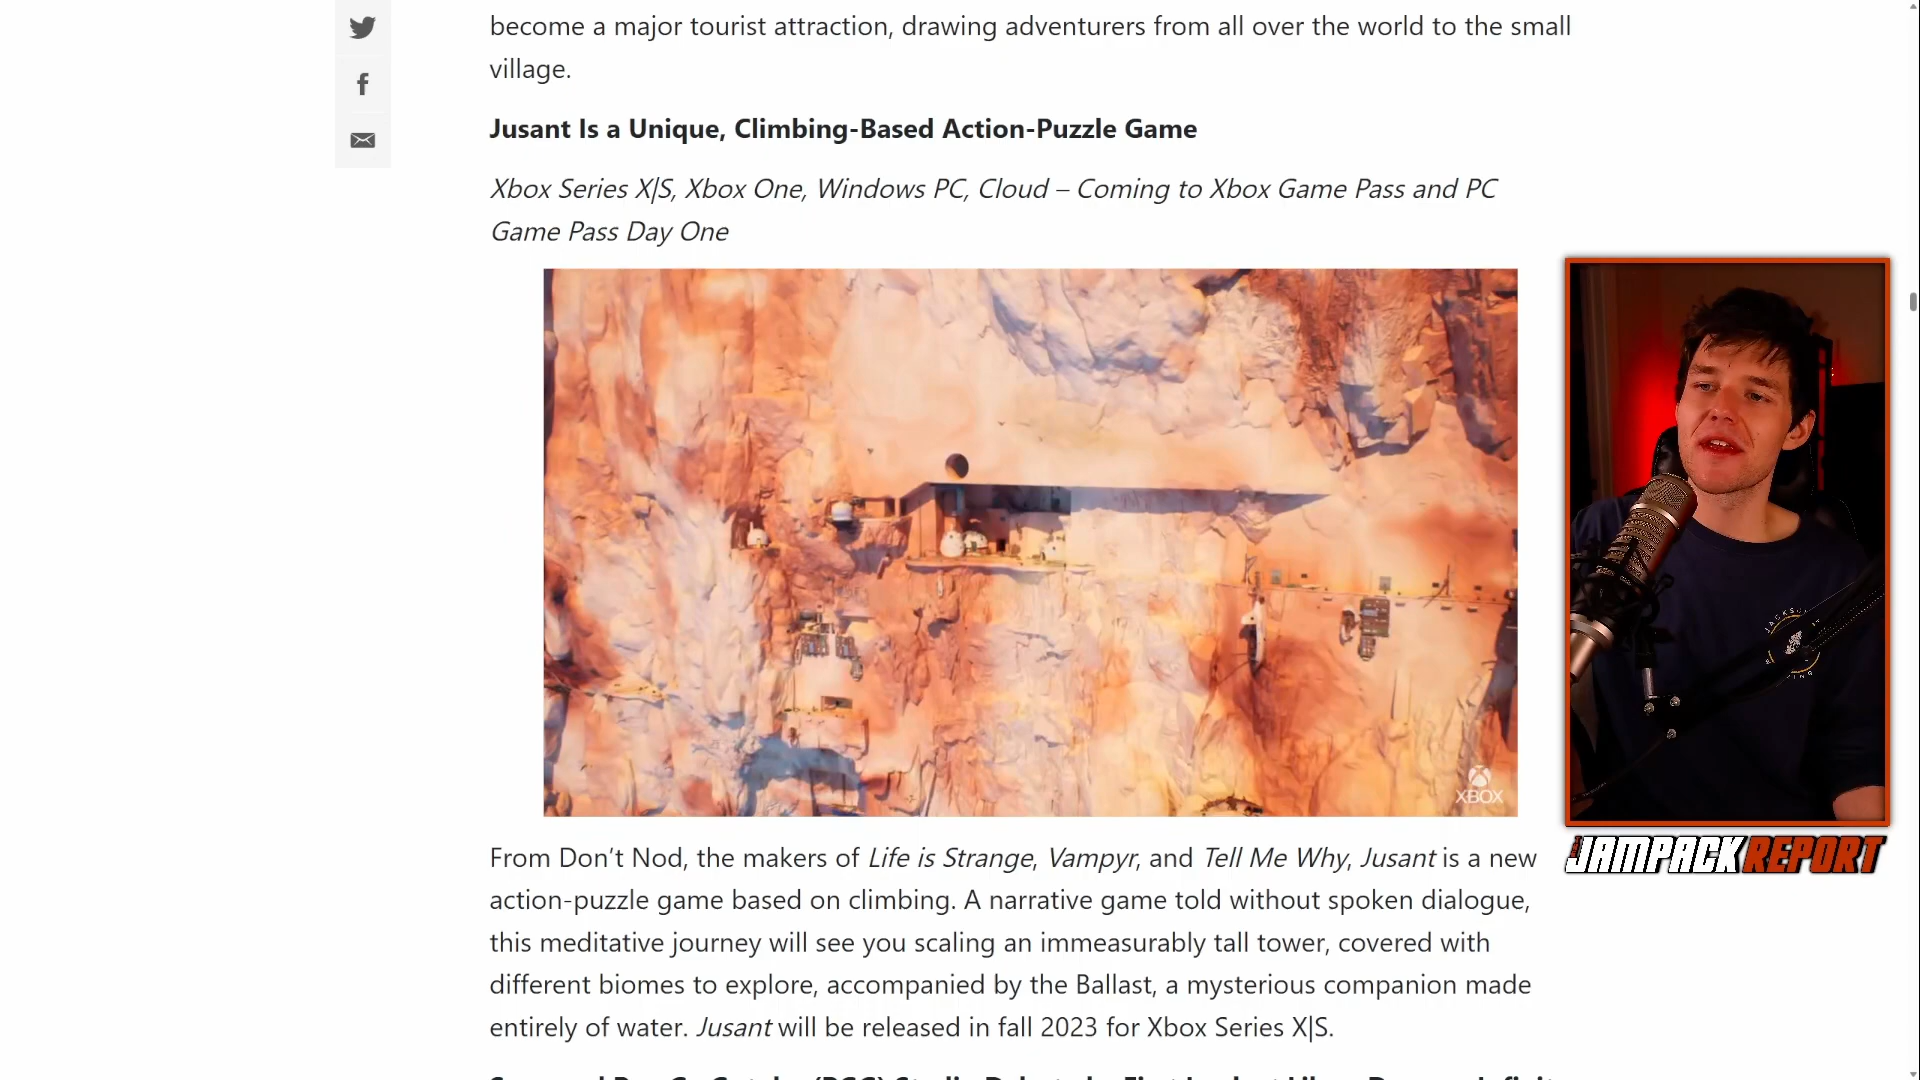 become a major tourist attraction, drawing adventurers from all over the world to the small
village.
Jusant Is a Unique, Climbing-Based Action-Puzzle Game
Xbox Series X|S, Xbox One, Windows PC, Cloud – Coming to Xbox Game Pass and PC
Game Pass Day One
XBOX
JAMPACK REPORT
From Don’t Nod, the makers of Life is Strange, Vampyr, and Tell Me Why, Jusant is a new
action-puzzle game based on climbing. A narrative game told without spoken dialogue,
this meditative journey will see you scaling an immeasurably tall tower, covered with
different biomes to explore, accompanied by the Ballast, a mysterious companion made
entirely of water. Jusant will be released in fall 2023 for Xbox Series X|S.